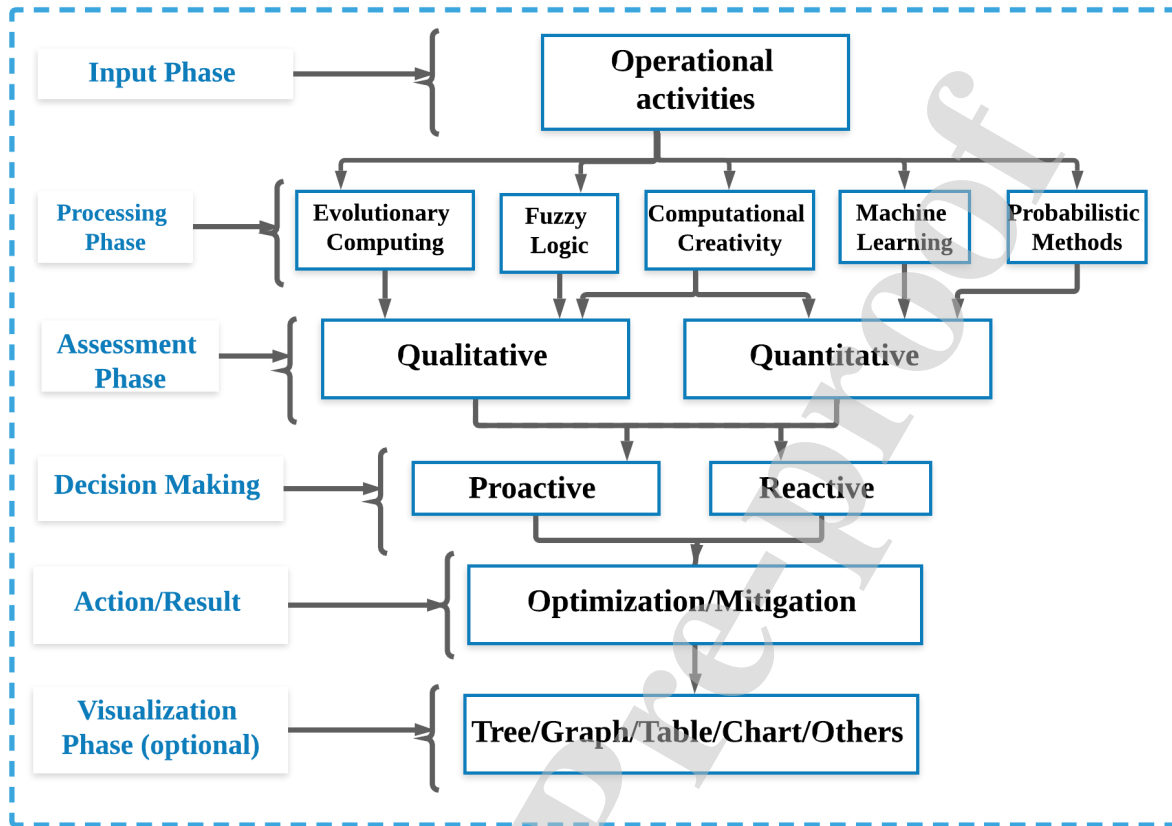 Input Phase
Operational
activities
Processing
Phase
Evolutionary
Computing
Fuzzy
Logic
Computational
Creativity
Machine
Learning
Probabilistic
Methods
Assessment
Phase
Qualitative
Quantitative
Decision Making
Proactive
Reactive
Action/Result
Optimization/Mitigation
Visualization
Phase (optional)
Tree/Graph/Table/Chart/Others
Pre-proof